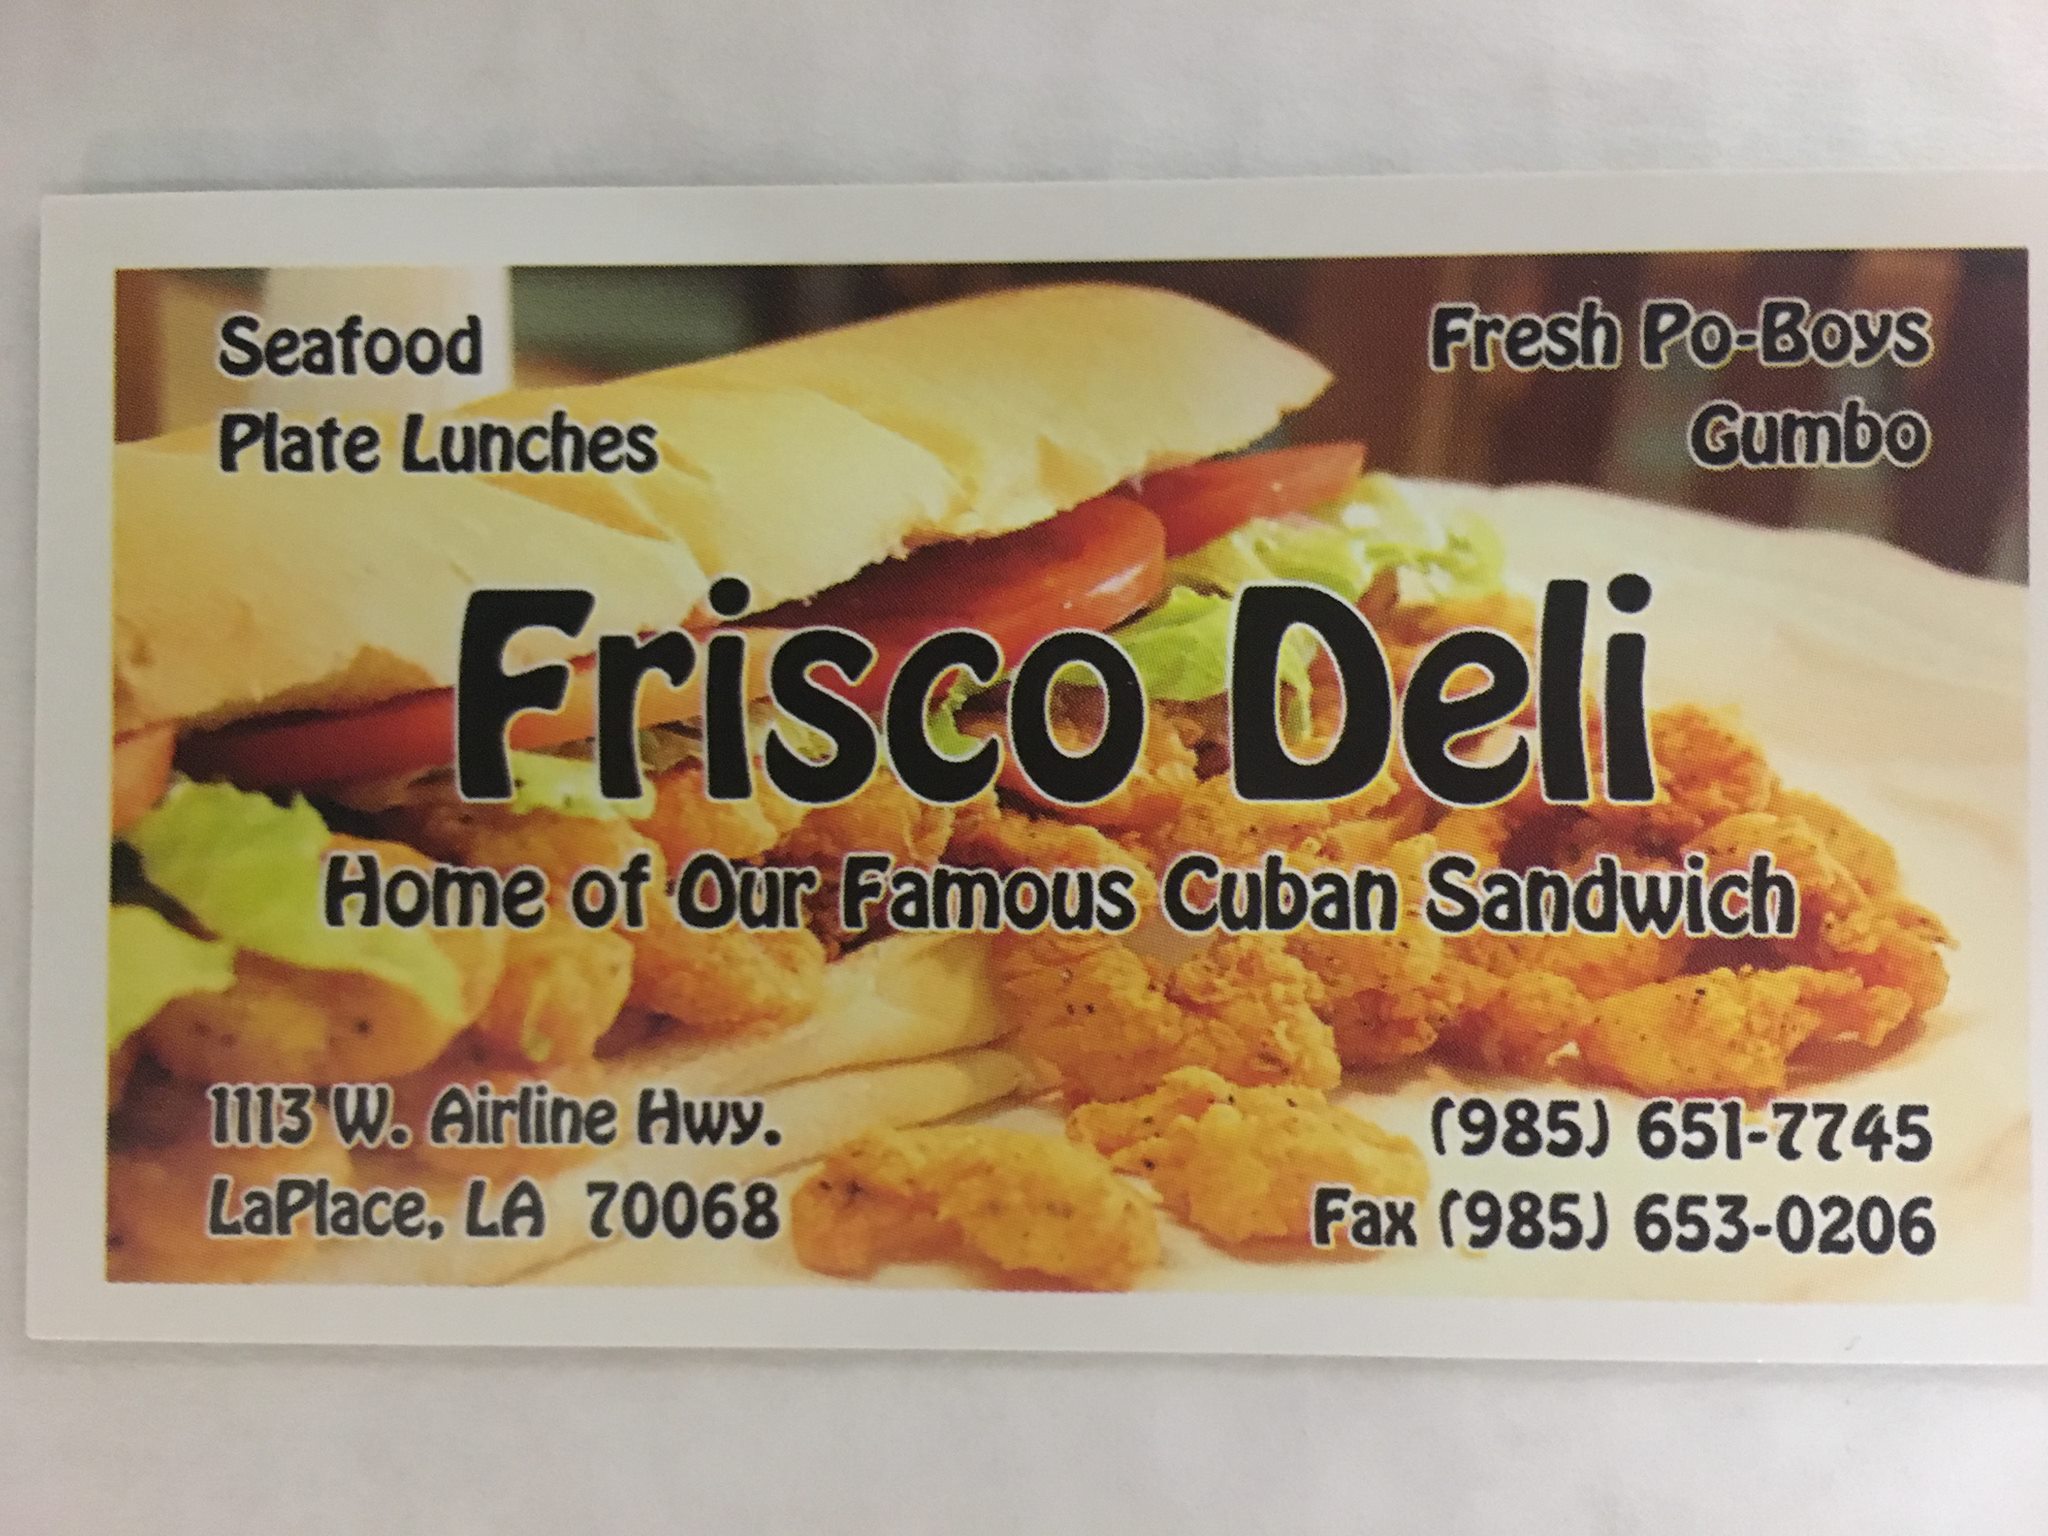 Seafood
Plate Lunches
Fresh Po-Boys
Gumbo
Frisco Deli
Home of Our Famous Cuban Sandwich
1113 W. Airline Hwy.
LaPlace, LA 70068
(985) 651-7745
Fax (985) 653-0206